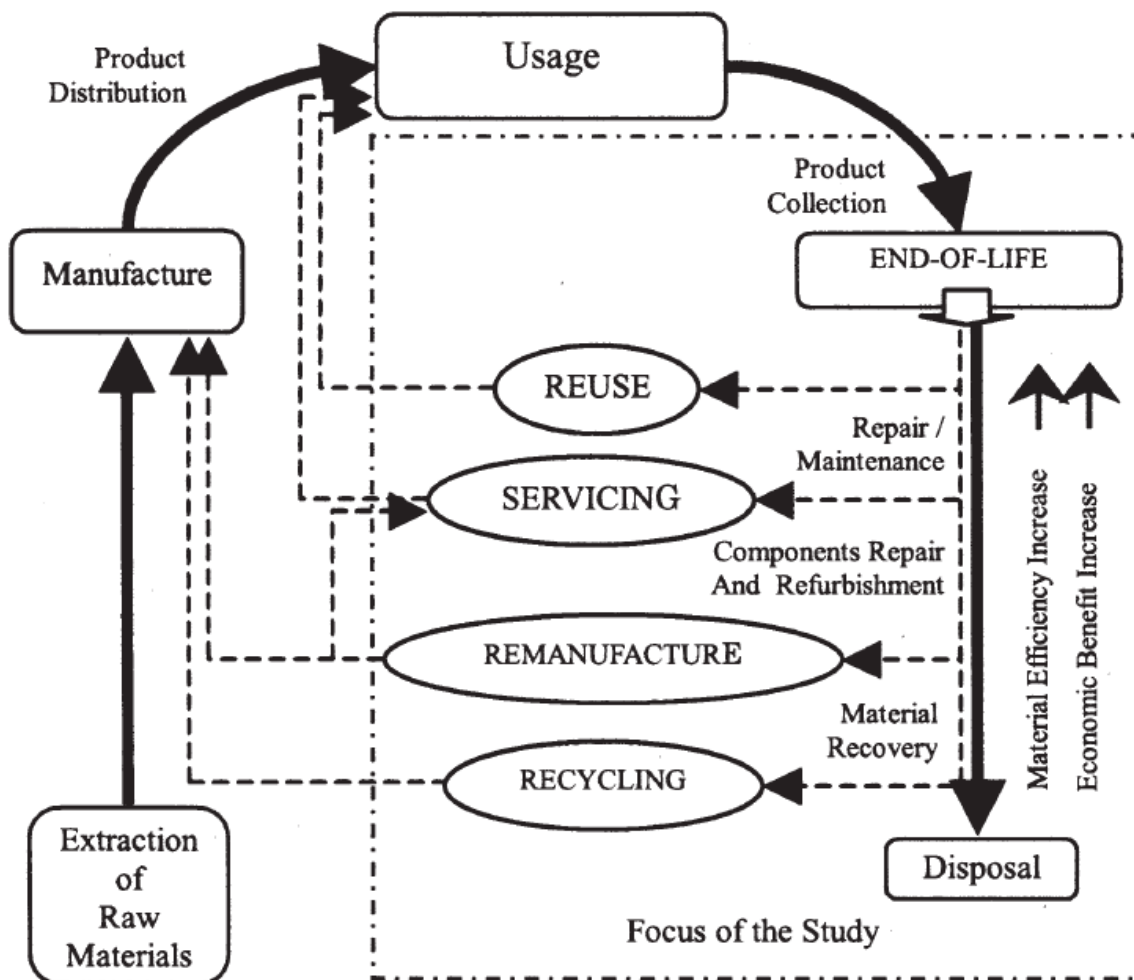 Product
Distribution
Usage
Product
Collection
Manufacture
END-OF-LIFE
REUSE
Repair /
Maintenance
SERVICING
Components Repair
And Refurbishment
REMANUFACTURE
Material
Recovery
RECYCLING
Material Efficiency Increase
Economic Benefit Increase
Extraction
of
Raw
Materials
Disposal
Focus of the Study